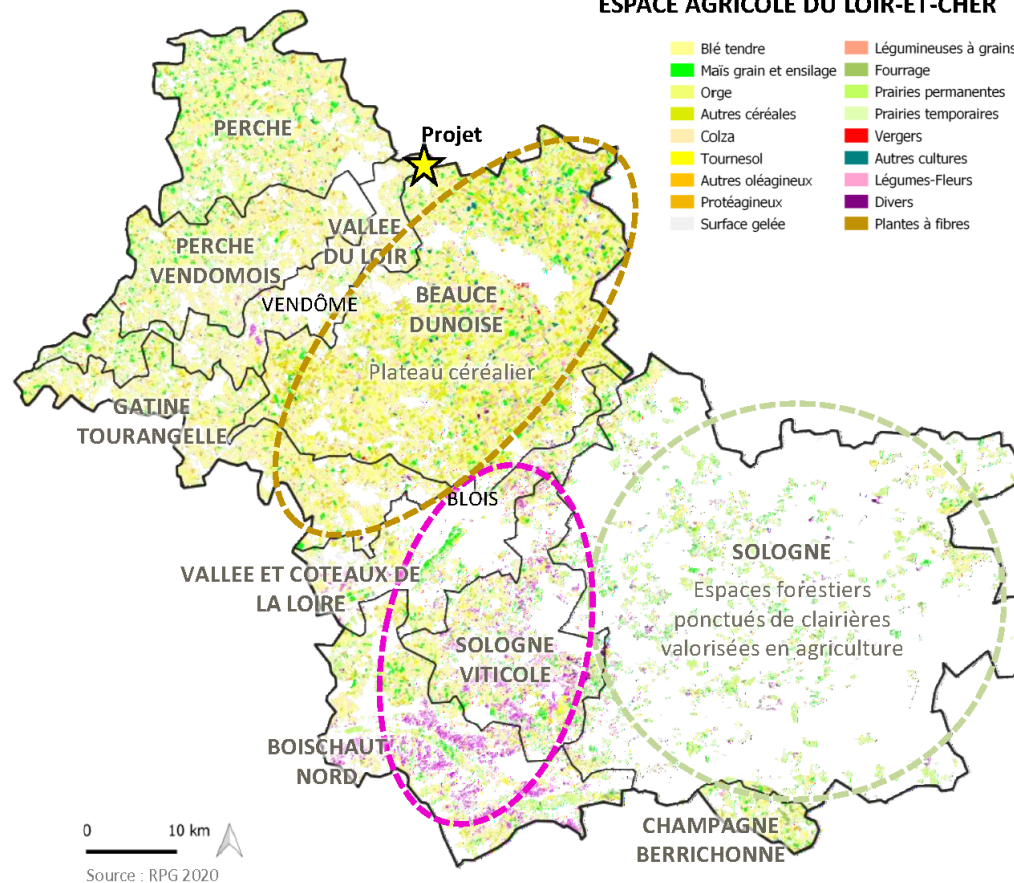 ESPACE AGRICOLE DU LOIR-ET-CHER
Blé tendre
Maïs grain et ensilage
Orge
Autres céréales
Colza
Tournesol
Autres oléagineux
Protéagineux
Surface gelée
Légumineuses à grains
Fourrage
Prairies permanentes
Prairies temporaires
Vergers
Autres cultures
Légumes-Fleurs
Divers
Plantes à fibres
PERCHE
Projet
VALLEE
DU LOIR
PERCHE
VENDOMOIS
VENDÔME
BEAUCE
DUNOISE
Plateau céréalier
GATINE
TOURANGELLE
BLOIS
VALLEE ET COTEAUX DE
LA LOIRE
SOLOGNE
Espaces forestiers
ponctués de clairières
valorisées en agriculture
SOLOGNE
VITICOLE
BOISCHAUT
NORD
CHAMPAGNE
BERRICHONNE
0 10 km
Source : RPG 2020